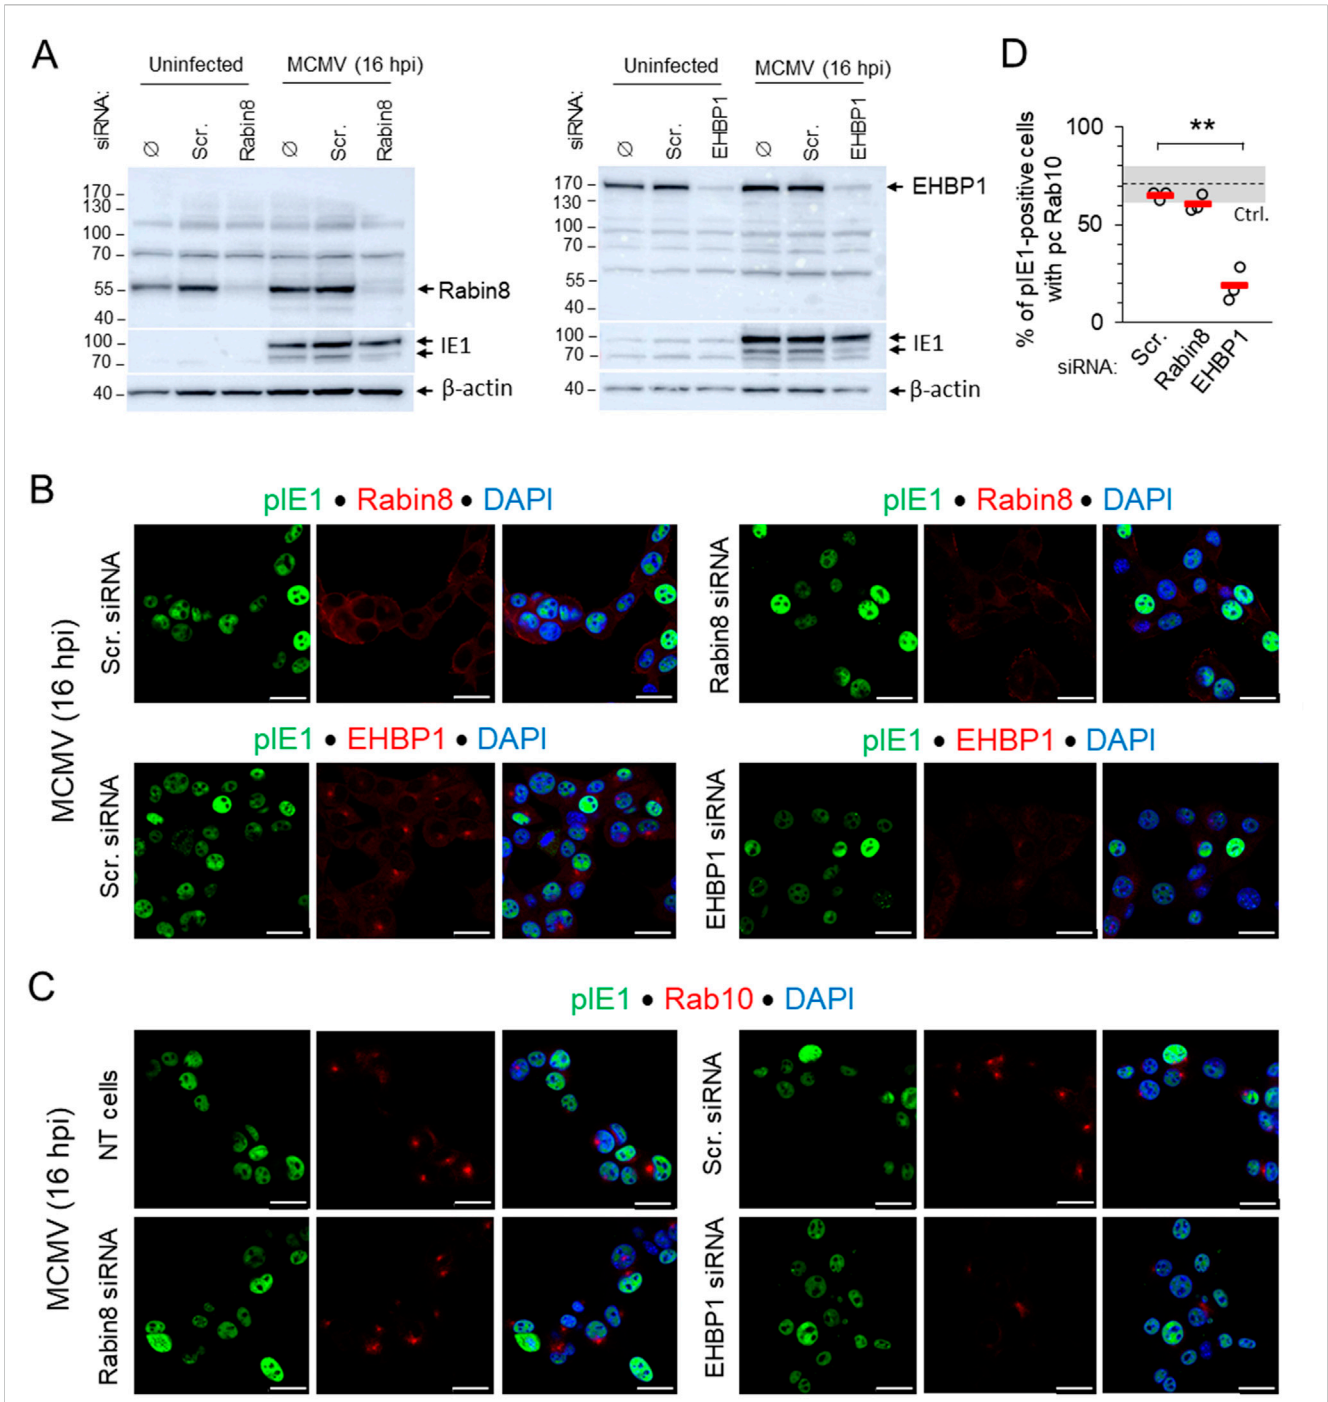 A
Uninfected
MCMV (16 hpi)
siRNA:
∅
Scr.
Rabin8
∅
Scr.
Rabin8
170
130
100
70
55
40
Rabin8
100
70
IE1
40
β-actin
Uninfected
MCMV (16 hpi)
siRNA:
∅
Scr.
EHBP1
∅
Scr.
EHBP1
170
130
100
70
55
40
EHBP1
100
70
IE1
40
β-actin
D
% of pIE1-positive cells
with pc Rab10
100
50
0
**
Ctrl.
siRNA:
Scr.
Rabin8
EHBP1
B
MCMV (16 hpi)
pIE1 • Rabin8 • DAPI
Scr. siRNA
pIE1 • Rabin8 • DAPI
Rabin8 siRNA
pIE1 • EHBP1 • DAPI
Scr. siRNA
pIE1 • EHBP1 • DAPI
EHBP1 siRNA
C
pIE1 • Rab10 • DAPI
MCMV (16 hpi)
NT cells
Scr. siRNA
Rabin8 siRNA
EHBP1 siRNA